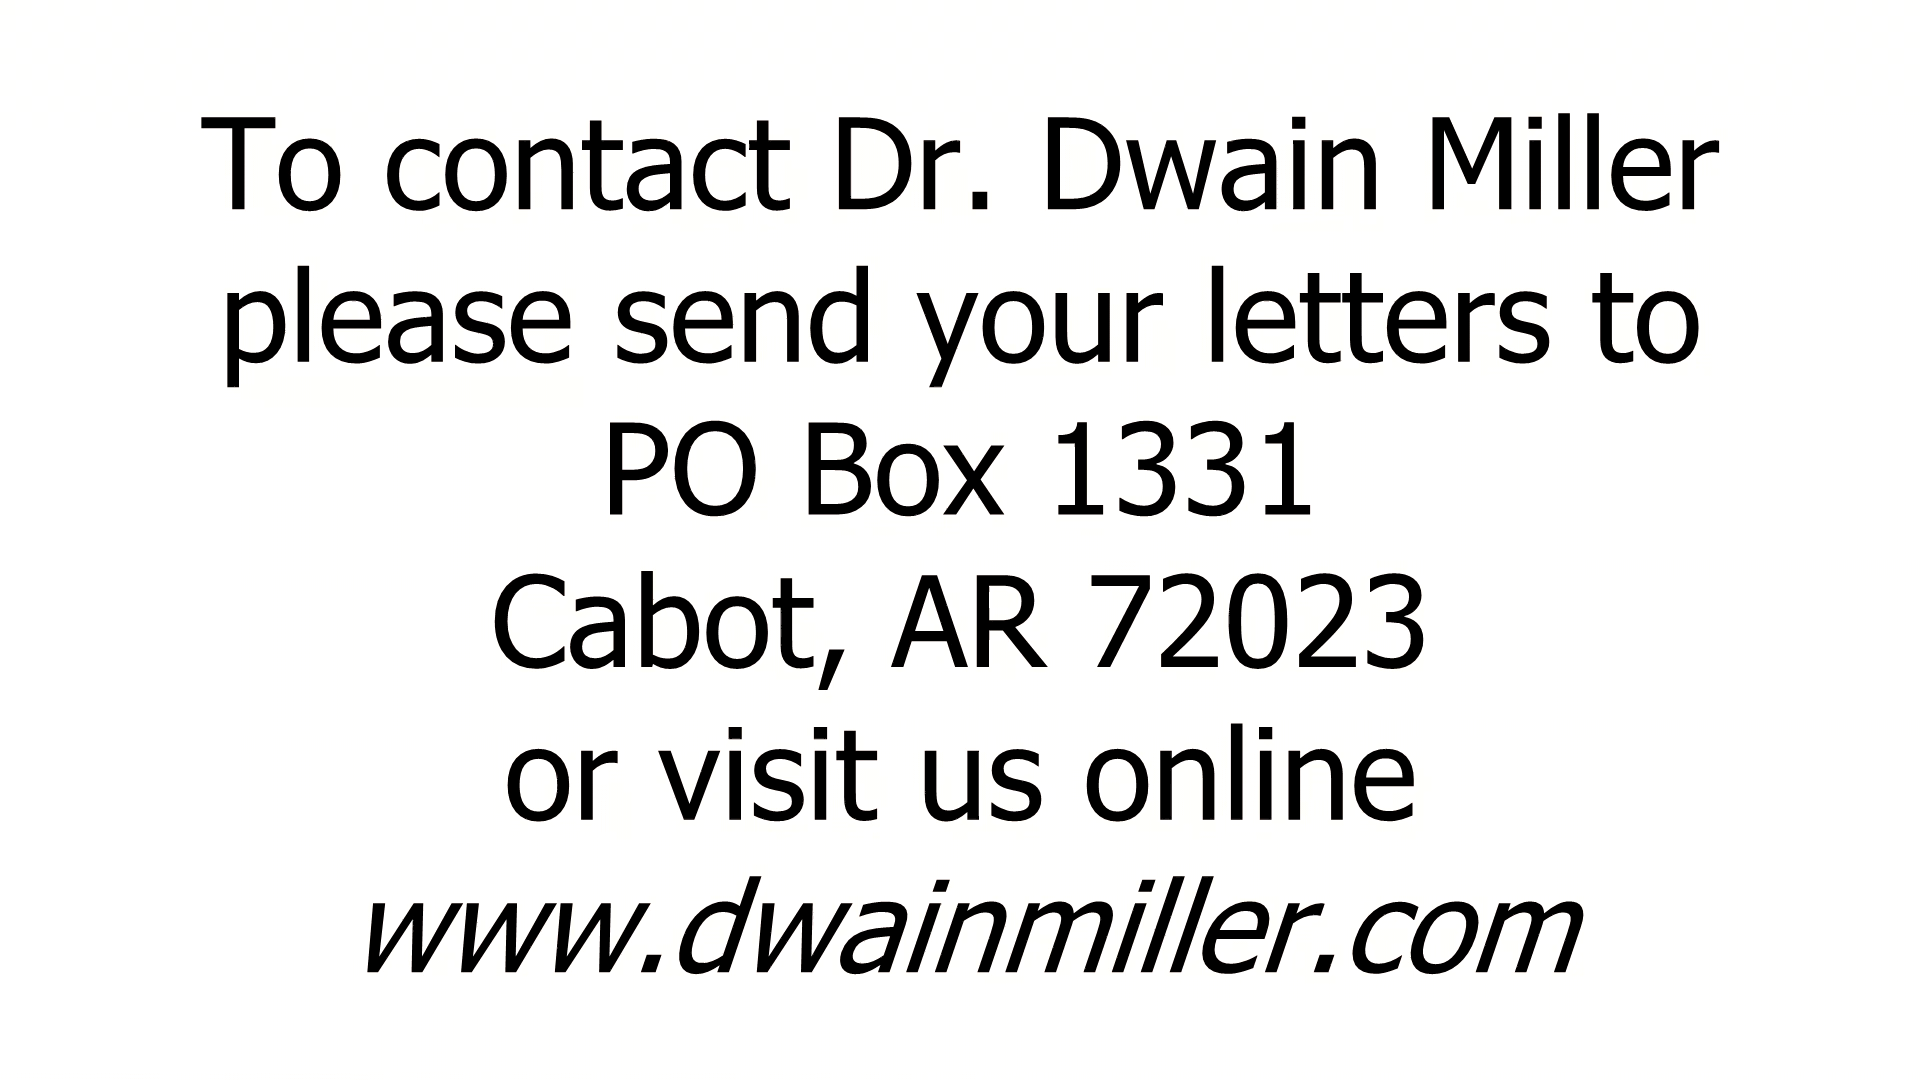 To contact Dr. Dwain Miller
please send your letters to
PO Box 1331
Cabot, AR 72023
or visit us online
www.dwainmiller.com